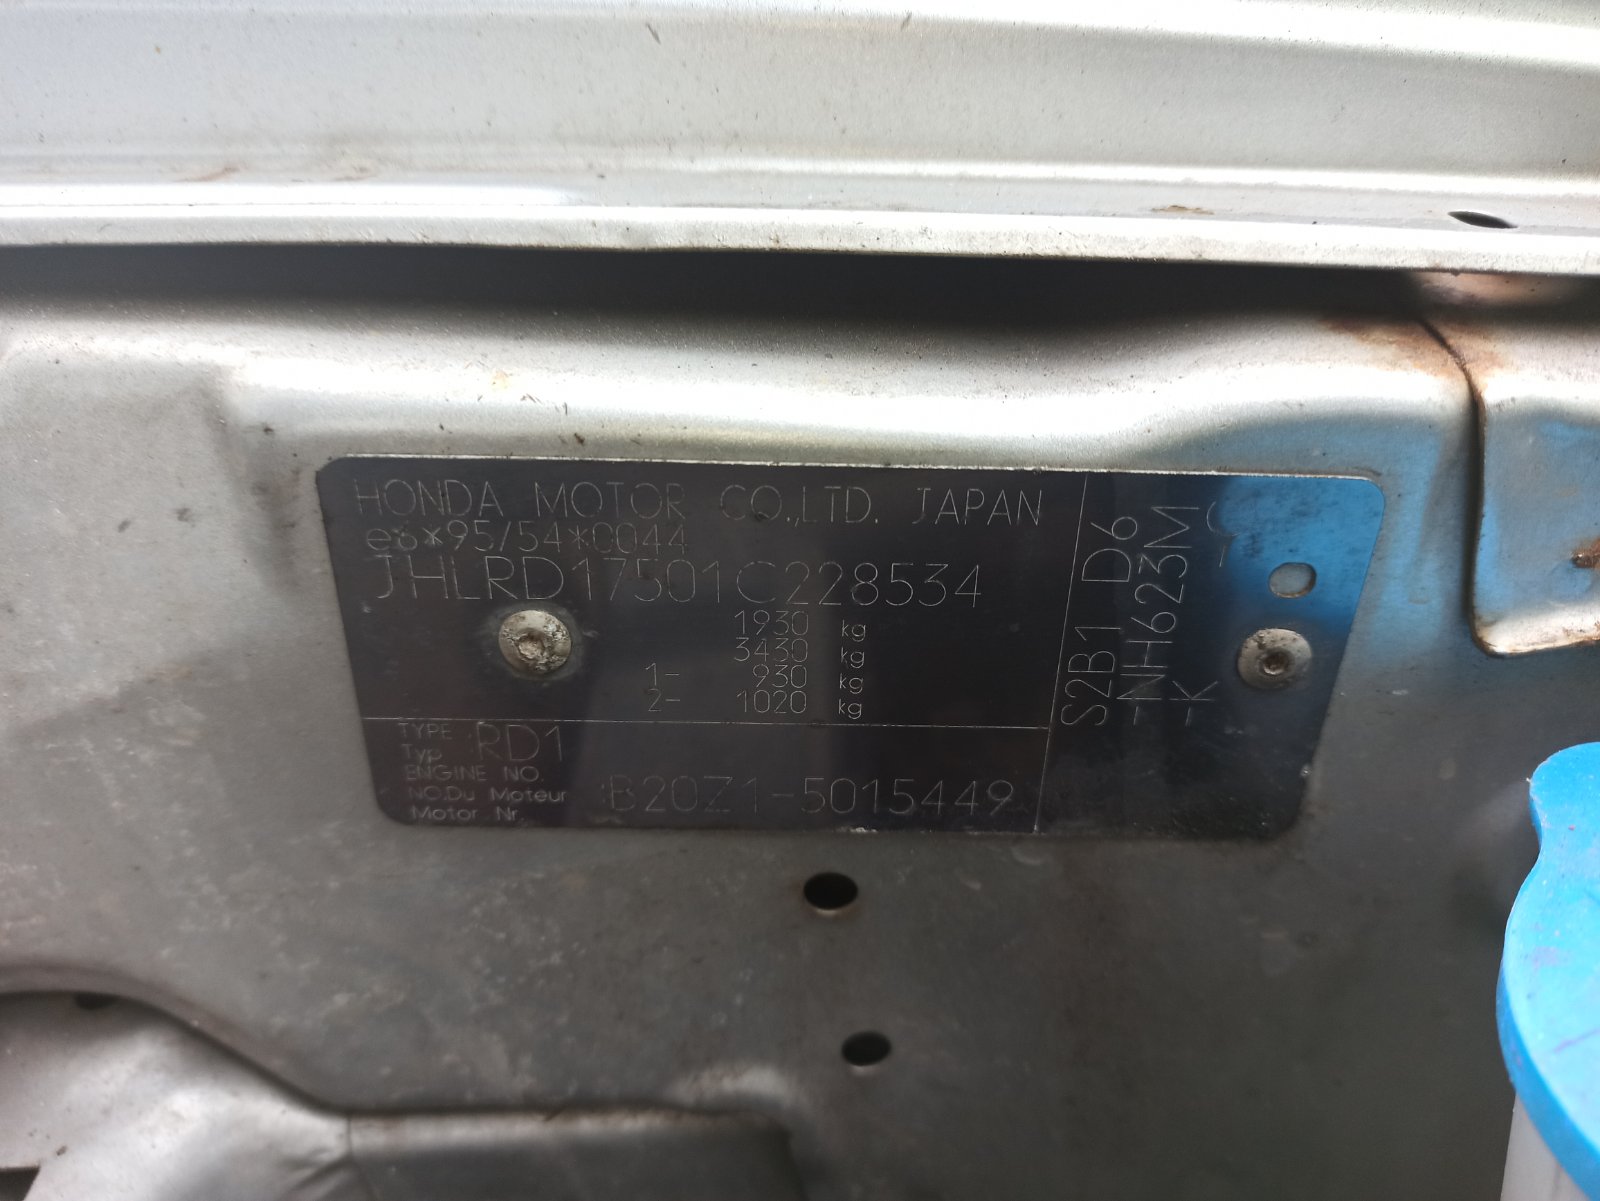 HONDA MOTOR CO.,LTD. JAPAN
e6*95/54*0044
JHLRD17501C228534
1930 kg
3430 kg
1- 930 kg
2- 1020 kg
TYPE
Typ
RD1
ENGINE NO.
NO.Du Moteur
Motor Nr.
B20Z1-5015449
S2B1 D6
-NH623M
-K